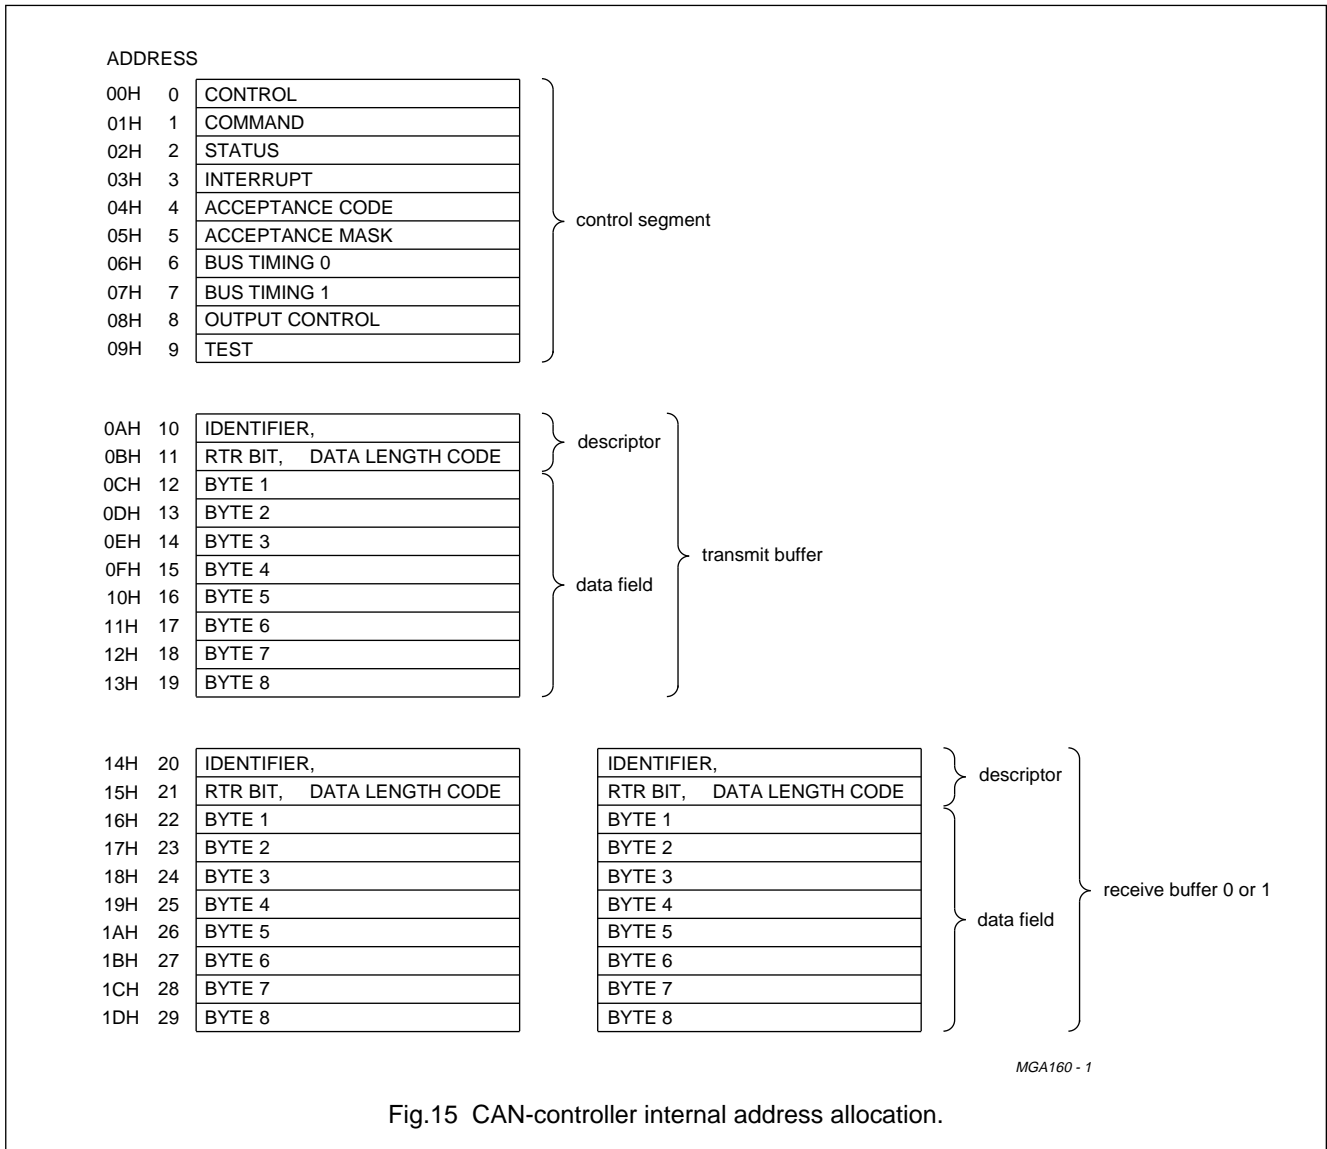 ADDRESS
00H 0 CONTROL
01H 1 COMMAND
02H 2 STATUS
03H 3 INTERRUPT
04H 4 ACCEPTANCE CODE
05H 5 ACCEPTANCE MASK
06H 6 BUS TIMING 0
07H 7 BUS TIMING 1
08H 8 OUTPUT CONTROL
09H 9 TEST
control segment
0AH 10 IDENTIFIER,
0BH 11 RTR BIT, DATA LENGTH CODE
0CH 12 BYTE 1
0DH 13 BYTE 2
0EH 14 BYTE 3
0FH 15 BYTE 4
10H 16 BYTE 5
11H 17 BYTE 6
12H 18 BYTE 7
13H 19 BYTE 8
descriptor
data field
transmit buffer
14H 20 IDENTIFIER, IDENTIFIER,
15H 21 RTR BIT, DATA LENGTH CODE RTR BIT, DATA LENGTH CODE
16H 22 BYTE 1 BYTE 1
17H 23 BYTE 2 BYTE 2
18H 24 BYTE 3 BYTE 3
19H 25 BYTE 4 BYTE 4
1AH 26 BYTE 5 BYTE 5
1BH 27 BYTE 6 BYTE 6
1CH 28 BYTE 7 BYTE 7
1DH 29 BYTE 8 BYTE 8
descriptor
data field
receive buffer 0 or 1
MGA160 - 1
Fig.15 CAN-controller internal address allocation.